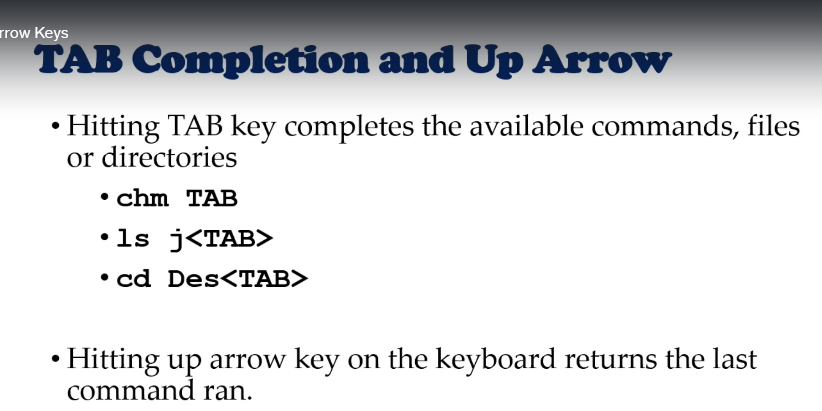 rrow Keys
TAB Completion and Up Arrow
• Hitting TAB key completes the available commands, files
or directories
• chm TAB
• ls j<TAB>
• cd Des<TAB>
• Hitting up arrow key on the keyboard returns the last
command ran.